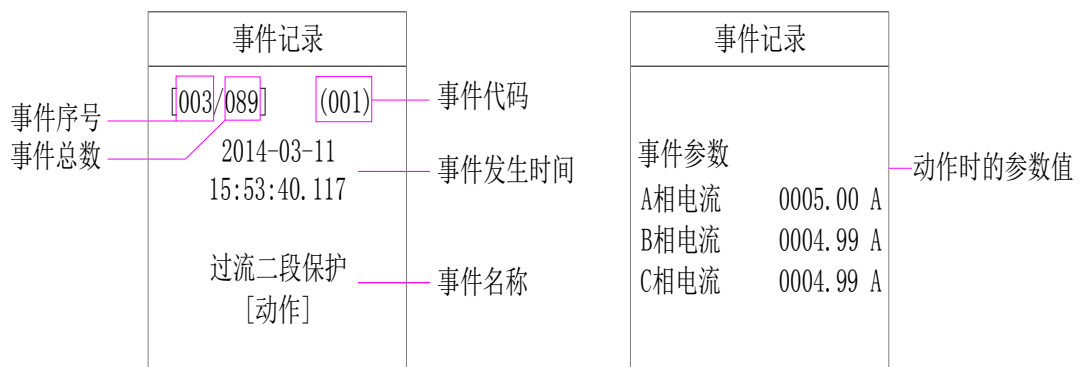 事件记录
[003/089] (001)
2014-03-11
15:53:40.117
过流二段保护
[动作]
事件序号
事件总数
事件代码
事件发生时间
事件名称
事件记录
事件参数
A相电流 0005.00 A
B相电流 0004.99 A
C相电流 0004.99 A
动作时的参数值